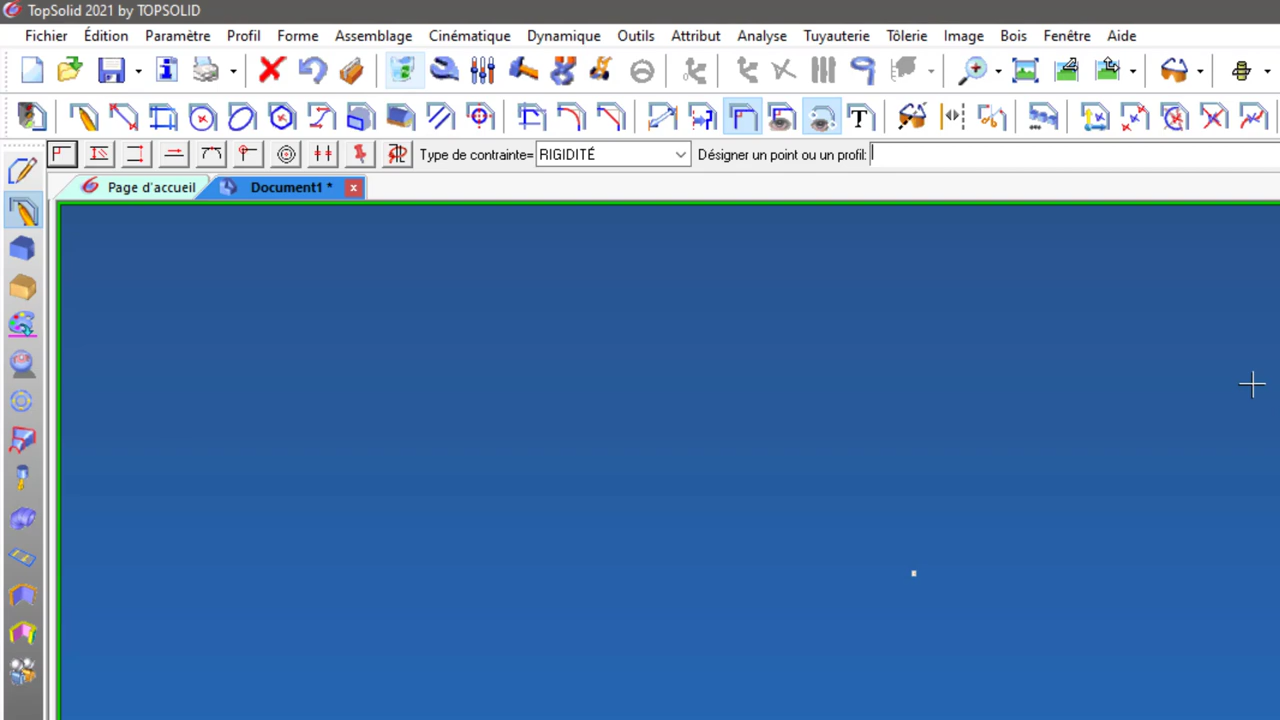 TopSolid 2021 by TOPSOLID
Fichier Édition Paramètre Profil Forme Assemblage Cinématique Dynamique Outils Attribut Analyse Tuyauterie Tôlerie Image Bois Fenêtre Aide
T
Type de contrainte= RIGIDITÉ Désigner un point ou un profil:
Page d'accueil Document1 * x